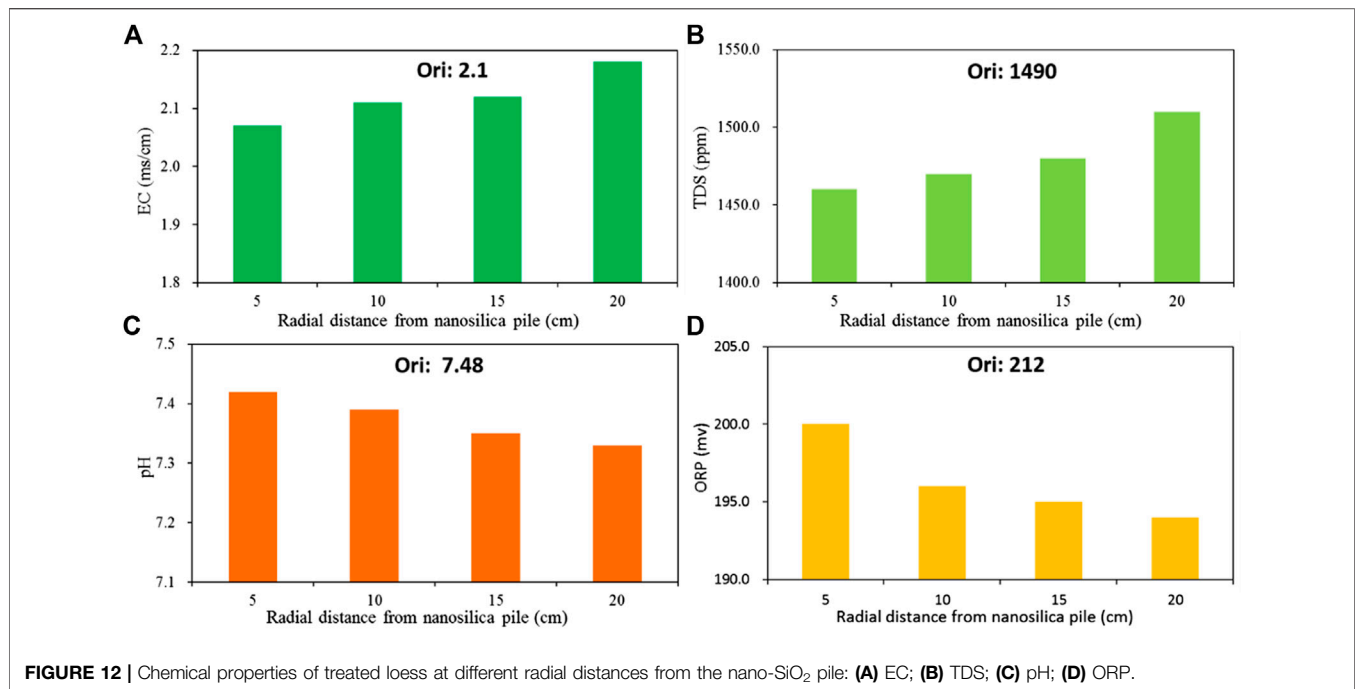 A
2.2
2.1
2.0
1.9
1.8
EC (ms/cm)
Ori: 2.1
5 10 15 20
Radial distance from nanosilica pile (cm)
B
1550.0
1500.0
1450.0
1400.0
TDS (ppm)
Ori: 1490
5 10 15 20
Radial distance from nanosilica pile (cm)
C
7.5
7.4
7.3
7.2
7.1
pH
Ori: 7.48
5 10 15 20
Radial distance from nanosilica pile (cm)
D
205.0
200.0
195.0
190.0
ORP (mv)
Ori: 212
5 10 15 20
Radial distance from nanosilica pile (cm)
FIGURE 12 | Chemical properties of treated loess at different radial distances from the nano-SiO₂ pile: (A) EC; (B) TDS; (C) pH; (D) ORP.